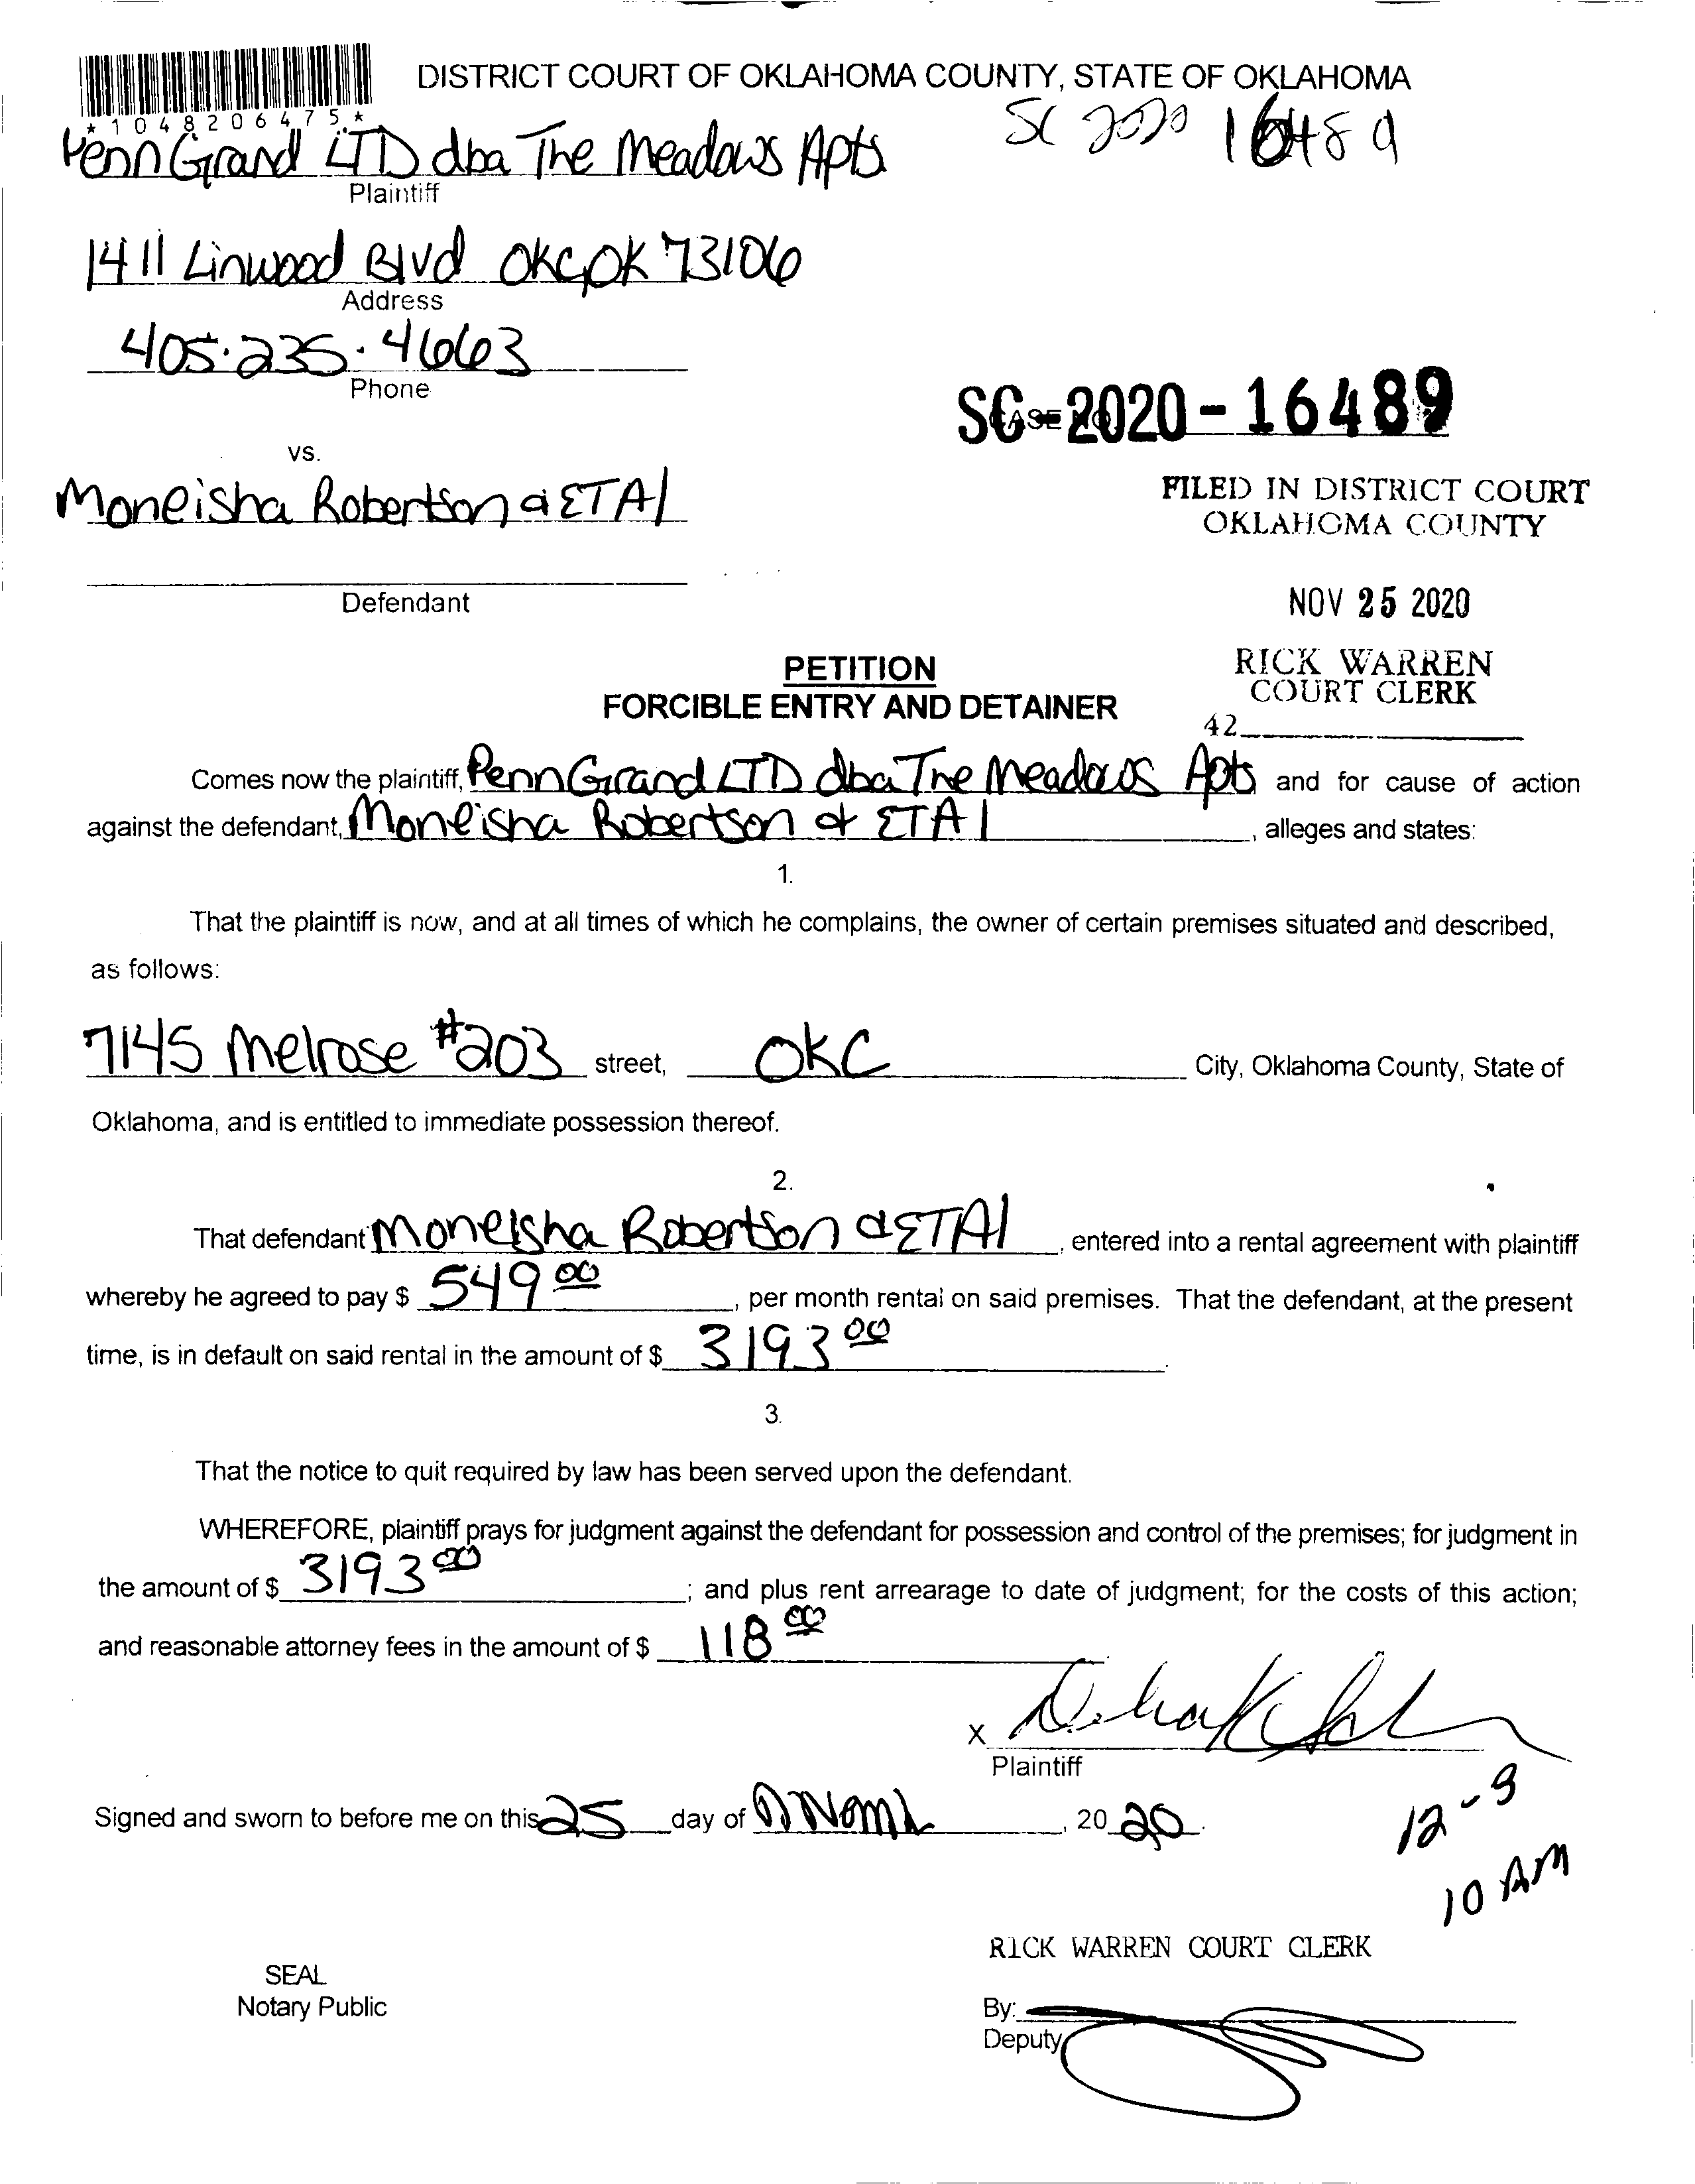 DISTRICT COURT OF OKLAHOMA COUNTY, STATE OF OKLAHOMA
*1048206475*
SC 2020 16489
Penn Grand LTD dba The Meadows Apts
Plaintiff
1411 Linwood Blvd OKC, OK 73106
Address
405.235.4663
Phone
SC-2020-16489
vs.
Moneisha Robertson & ETAl
Defendant
FILED IN DISTRICT COURT
OKLAHOMA COUNTY
NOV 25 2020
RICK WARREN
COURT CLERK
42
PETITION
FORCIBLE ENTRY AND DETAINER
Comes now the plaintiff, Penn Grand LTD dba The Meadows Apts and for cause of action
against the defendant, Moneisha Robertson & ETAl, alleges and states:
1.
That the plaintiff is now, and at all times of which he complains, the owner of certain premises situated and described,
as follows:
7145 Melrose #203 street, OKC City, Oklahoma County, State of
Oklahoma, and is entitled to immediate possession thereof.
2.
That defendant Moneisha Robertson & ETAl, entered into a rental agreement with plaintiff
whereby he agreed to pay $ 549 00, per month rental on said premises. That the defendant, at the present
time, is in default on said rental in the amount of $ 3193 00.
3.
That the notice to quit required by law has been served upon the defendant.
WHEREFORE, plaintiff prays for judgment against the defendant for possession and control of the premises; for judgment in
the amount of $ 3193 00; and plus rent arrearage to date of judgment; for the costs of this action;
and reasonable attorney fees in the amount of $ 118 00
X
Plaintiff
Signed and sworn to before me on this 25 day of, 20 20.
12-9
10 AM
RICK WARREN COURT CLERK
SEAL
Notary Public
By:
Deputy